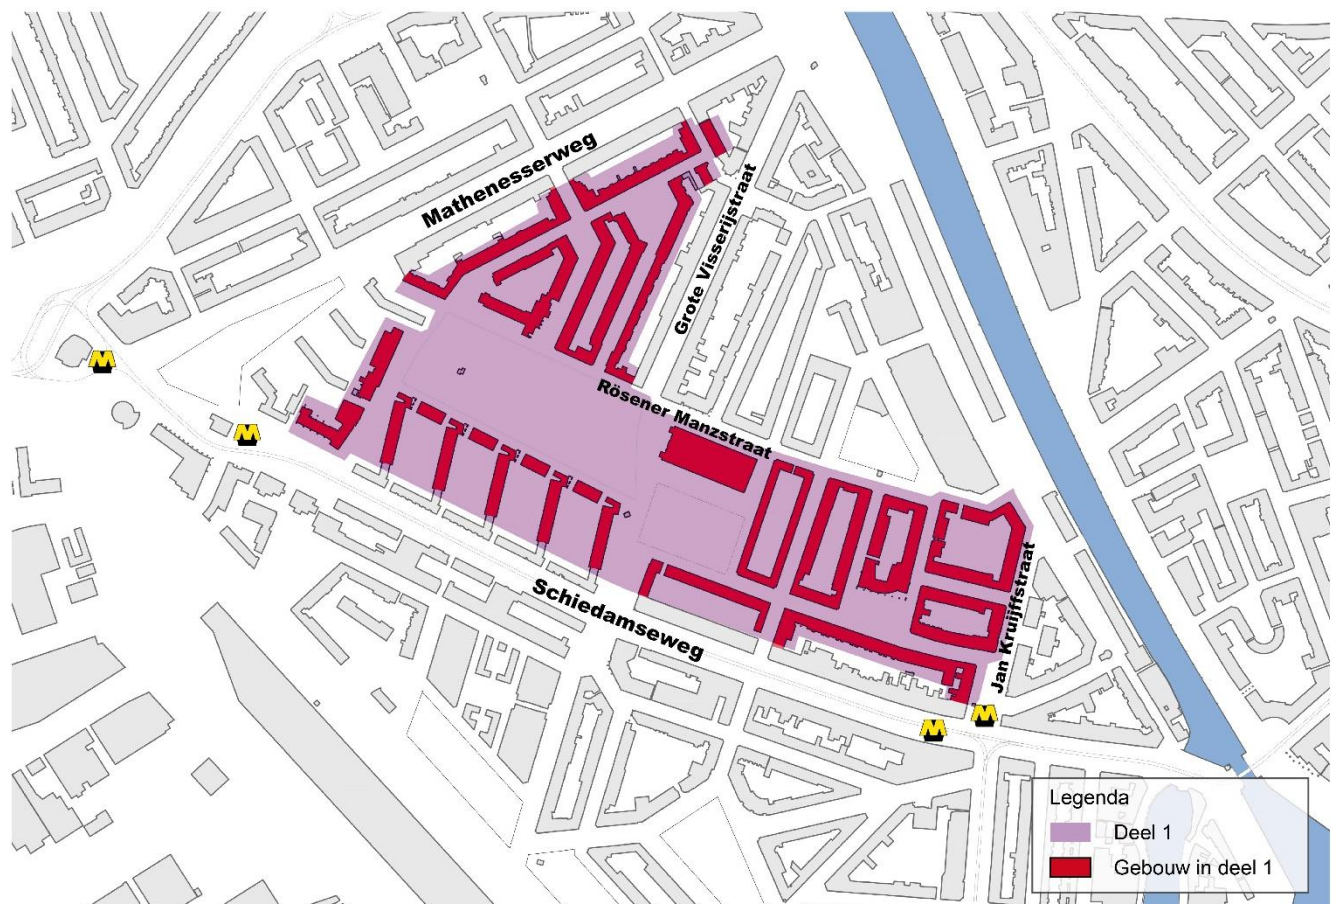 Mathenesserweg
Grote Visserijstraat
Rösener Manzstraat
Schiedamseweg
Jan Kruijffstraat
M
M
M
M
Legenda
Deel 1
Gebouw in deel 1